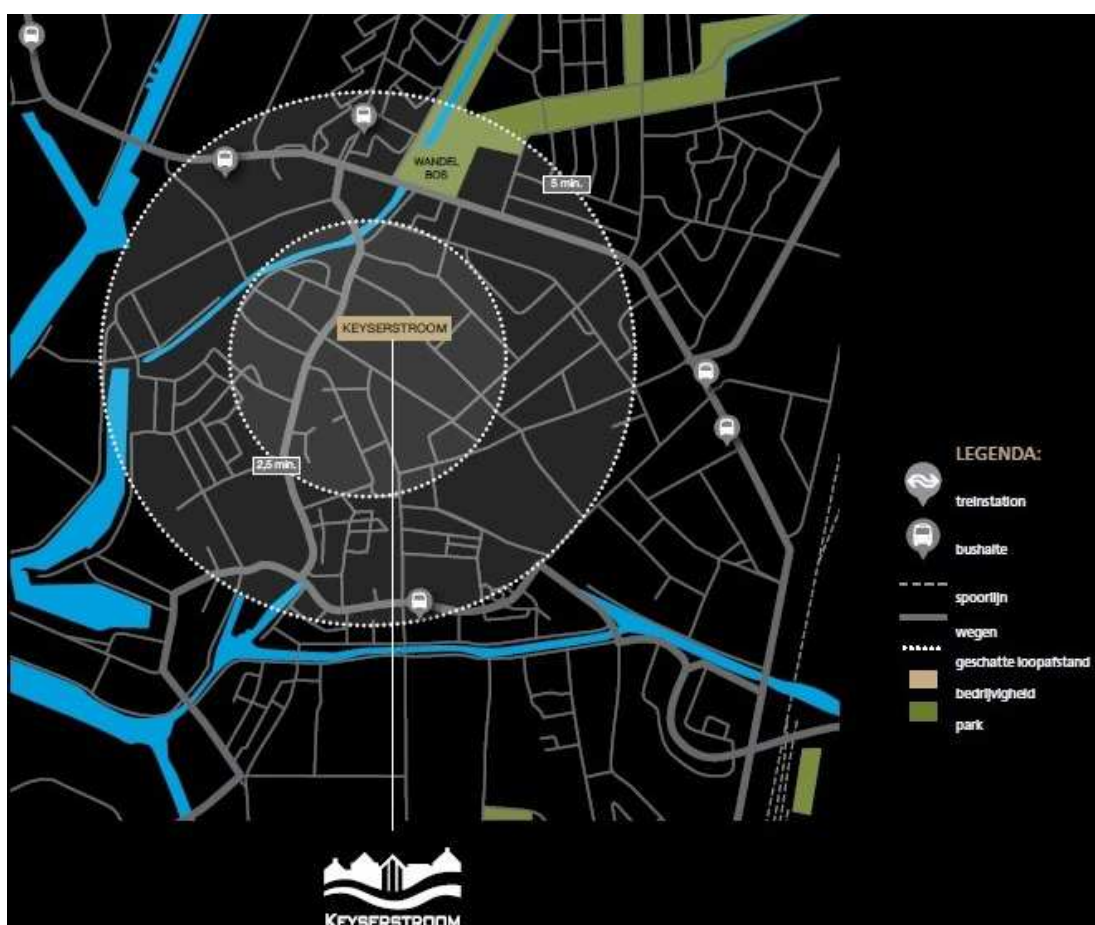 WANDEL
BOS
5 min.
KEYSERSTROOM
2,5 min.
LEGENDA:
treinstation
bushalte
spoorlijn
wegen
geschatte loopafstand
bedrijvigheid
park
KEYSERSTROOM